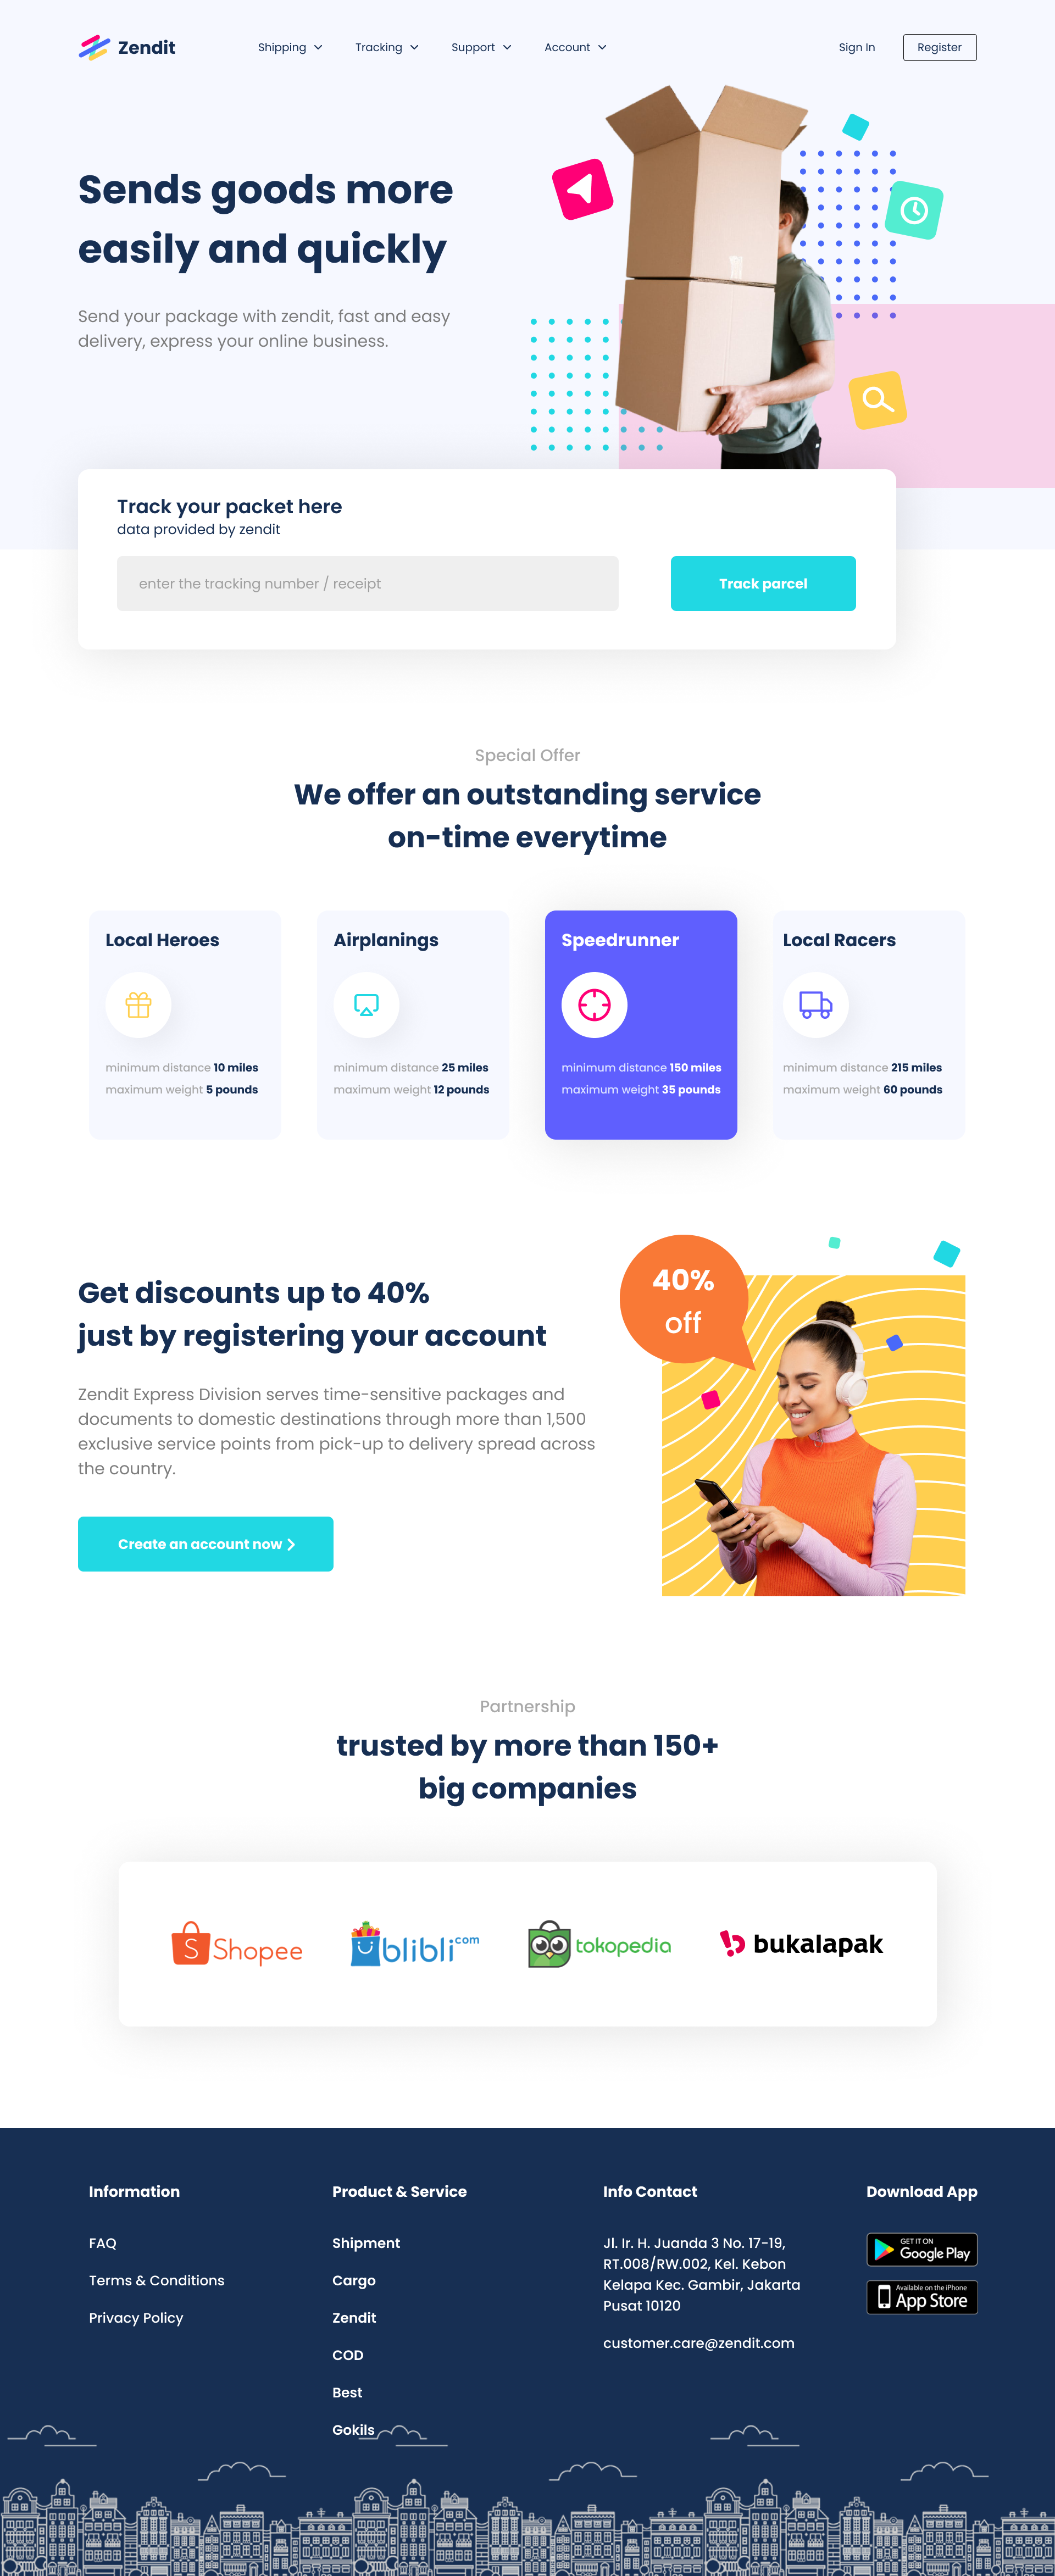 Zendit
Shipping
Tracking
Support
Account
Sign In
Register
Sends goods more
easily and quickly
Send your package with zendit, fast and easy
delivery, express your online business.
Track your packet here
data provided by zendit
enter the tracking number / receipt
Track parcel
Special Offer
We offer an outstanding service
on-time everytime
Local Heroes
minimum distance 10 miles
maximum weight 5 pounds
Airplanings
minimum distance 25 miles
maximum weight 12 pounds
Speedrunner
minimum distance 150 miles
maximum weight 35 pounds
Local Racers
minimum distance 215 miles
maximum weight 60 pounds
Get discounts up to 40%
just by registering your account
Zendit Express Division serves time-sensitive packages and
documents to domestic destinations through more than 1,500
exclusive service points from pick-up to delivery spread across
the country.
Create an account now
40%
off
Partnership
trusted by more than 150+
big companies
S Shopee
blibli.com
tokopedia
bukalapak
Information
FAQ
Terms & Conditions
Privacy Policy
Product & Service
Shipment
Cargo
Zendit
COD
Best
Gokils
Info Contact
Jl. Ir. H. Juanda 3 No. 17-19,
RT.008/RW.002, Kel. Kebon
Kelapa Kec. Gambir, Jakarta
Pusat 10120
customer.care@zendit.com
Download App
GET IT ON
Google Play
Available on the iPhone
App Store